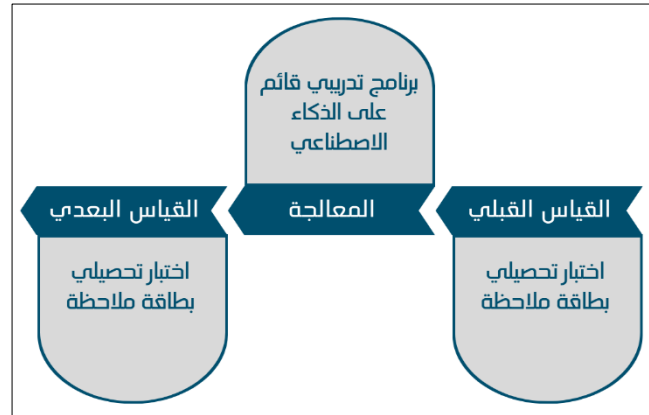 برنامج تدريبي قائم
على الذكاء
الاصطناعي
القياس القبلي
المعالجة
القياس البعدي
اختبار تحصيلي
بطاقة ملاحظة
اختبار تحصيلي
بطاقة ملاحظة